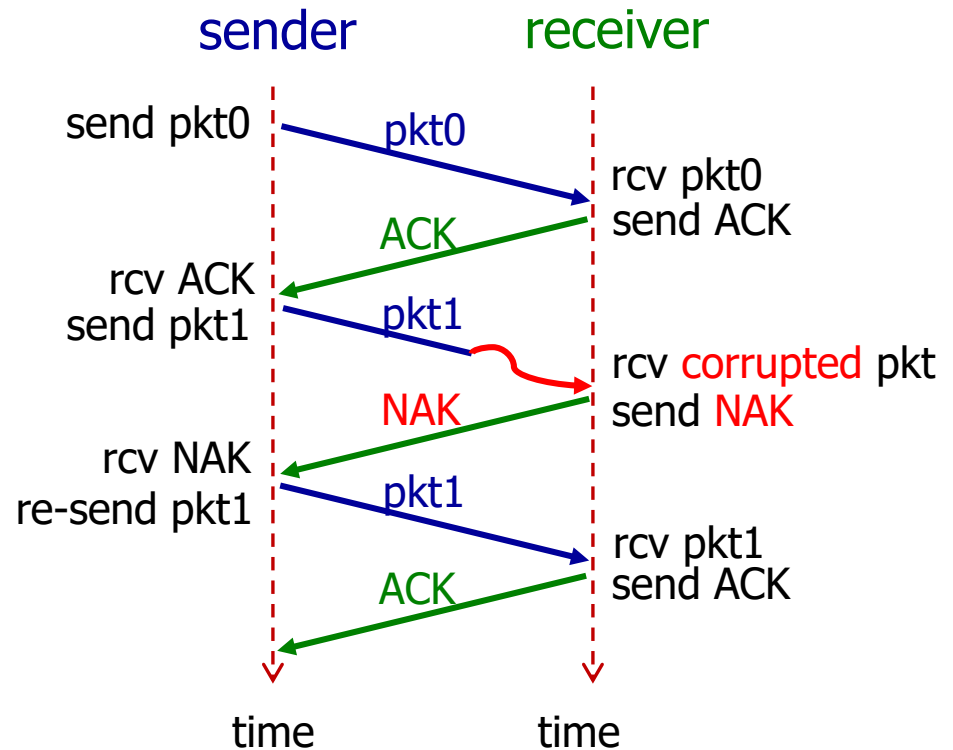 sender
receiver
send pkt0
pkt0
rcv pkt0
send ACK
ACK
rcv ACK
send pkt1
pkt1
rcv corrupted pkt
send NAK
NAK
rcv NAK
re-send pkt1
pkt1
rcv pkt1
send ACK
ACK
time
time